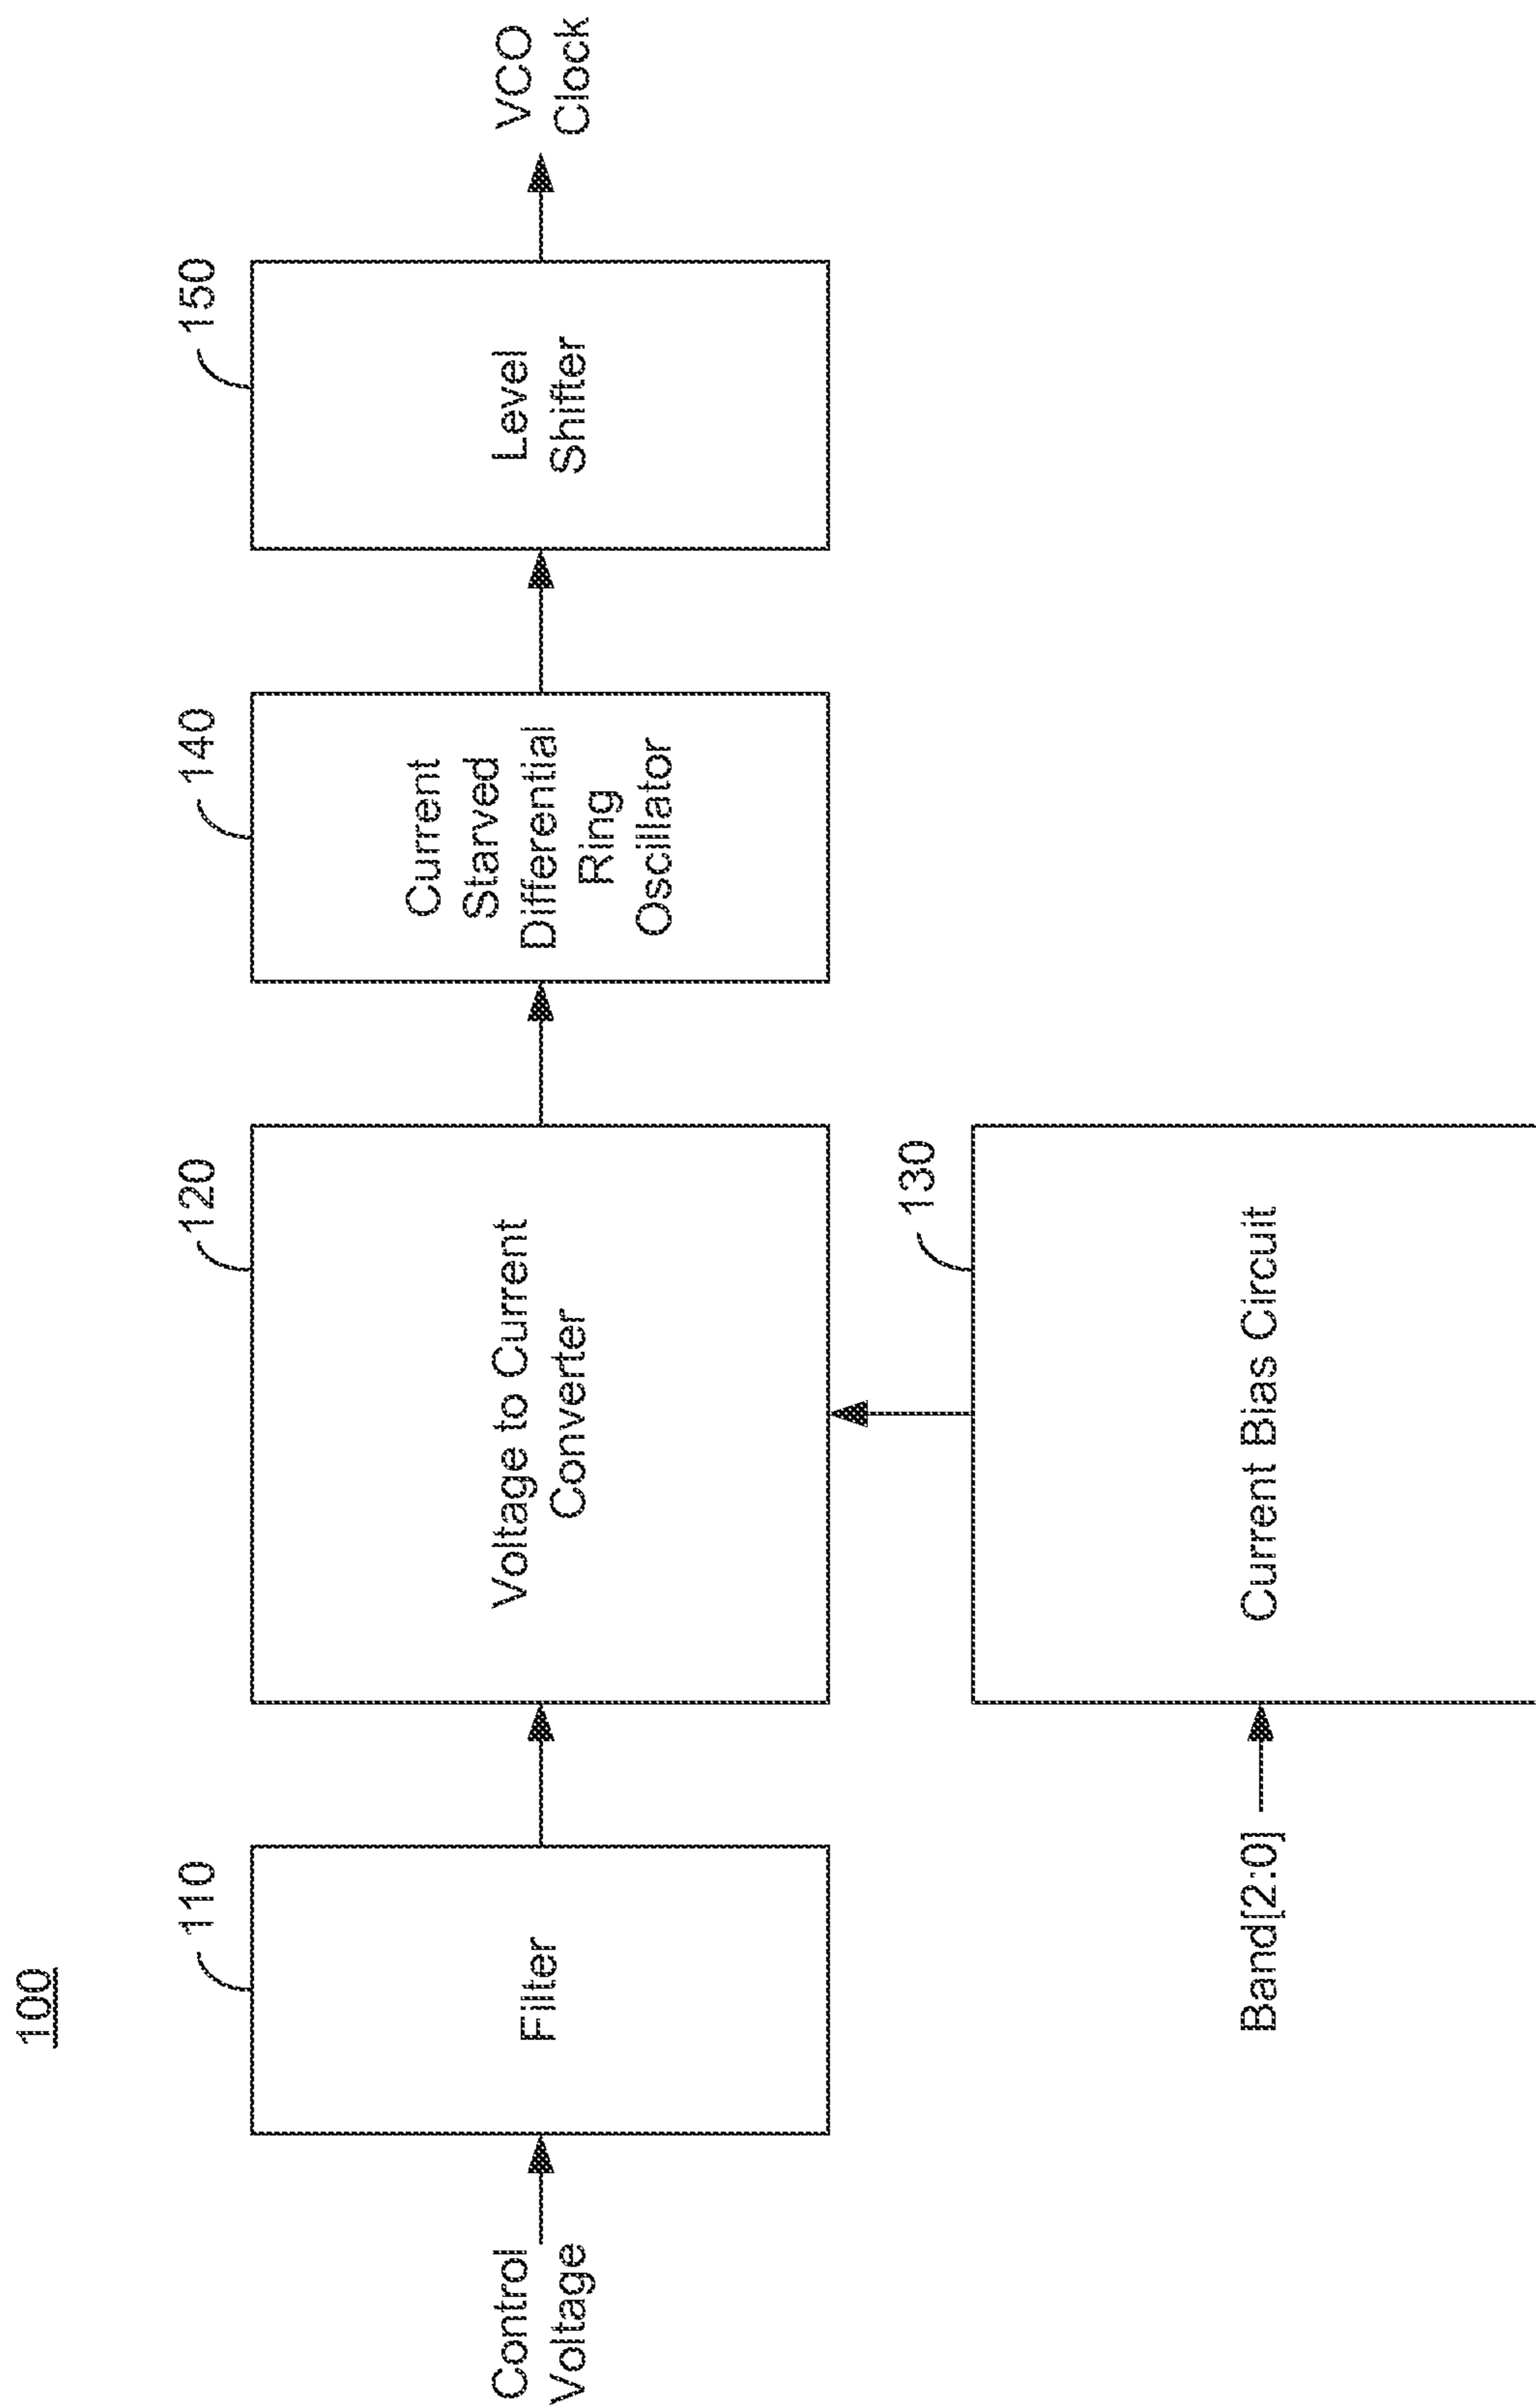 100
110
120
140
150
Control
Voltage
Filter
Voltage to Current
Converter
Current
Starved
Differential
Ring
Oscillator
Level
Shifter
VCO
Clock
130
Band[2:0]
Current Bias Circuit